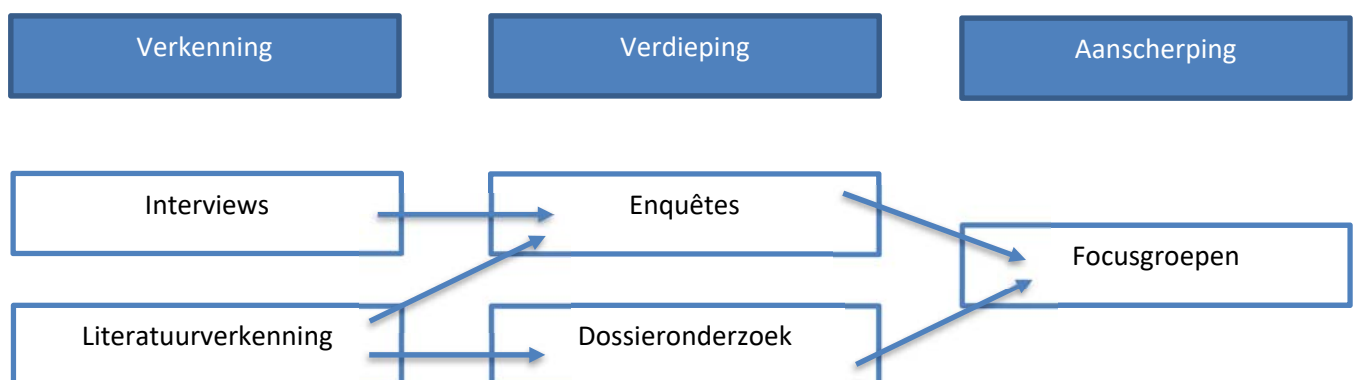 Verkenning
Verdieping
Aanscherping
Interviews
Enquêtes
Focusgroepen
Literatuurverkenning
Dossieronderzoek